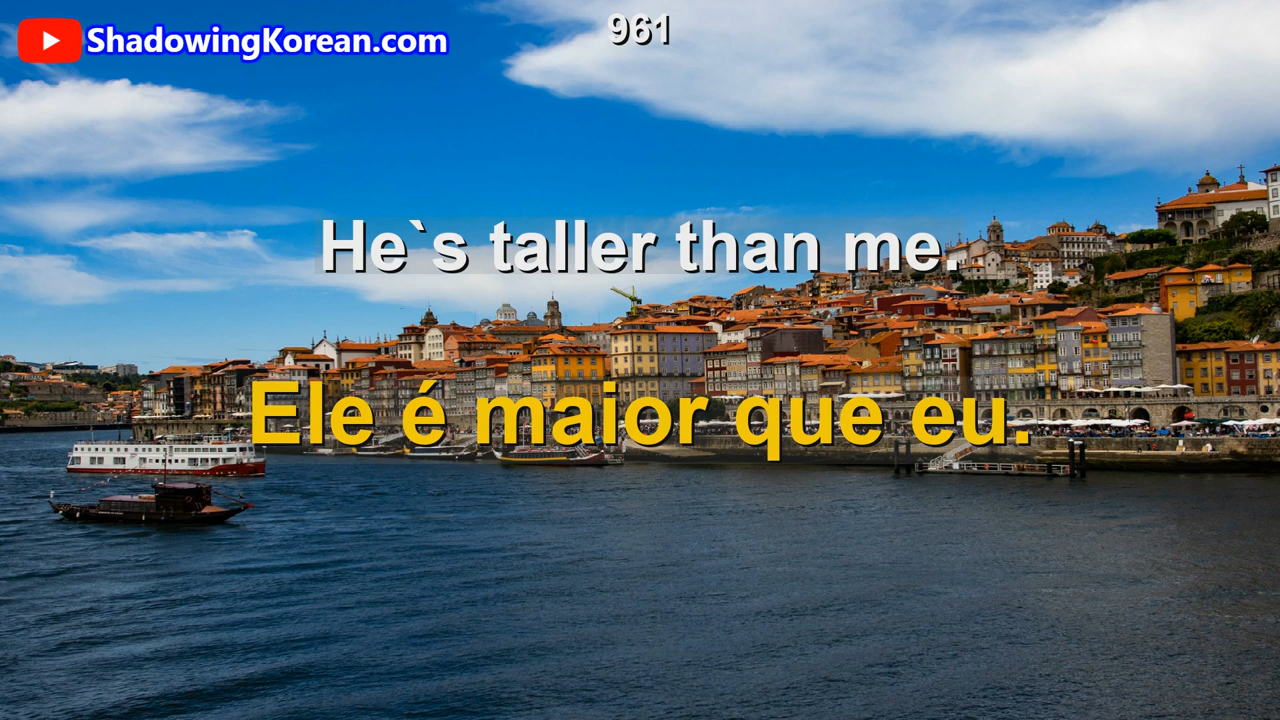 ShadowingKorean.com
961
He`s taller than me.
Ele é maior que eu.